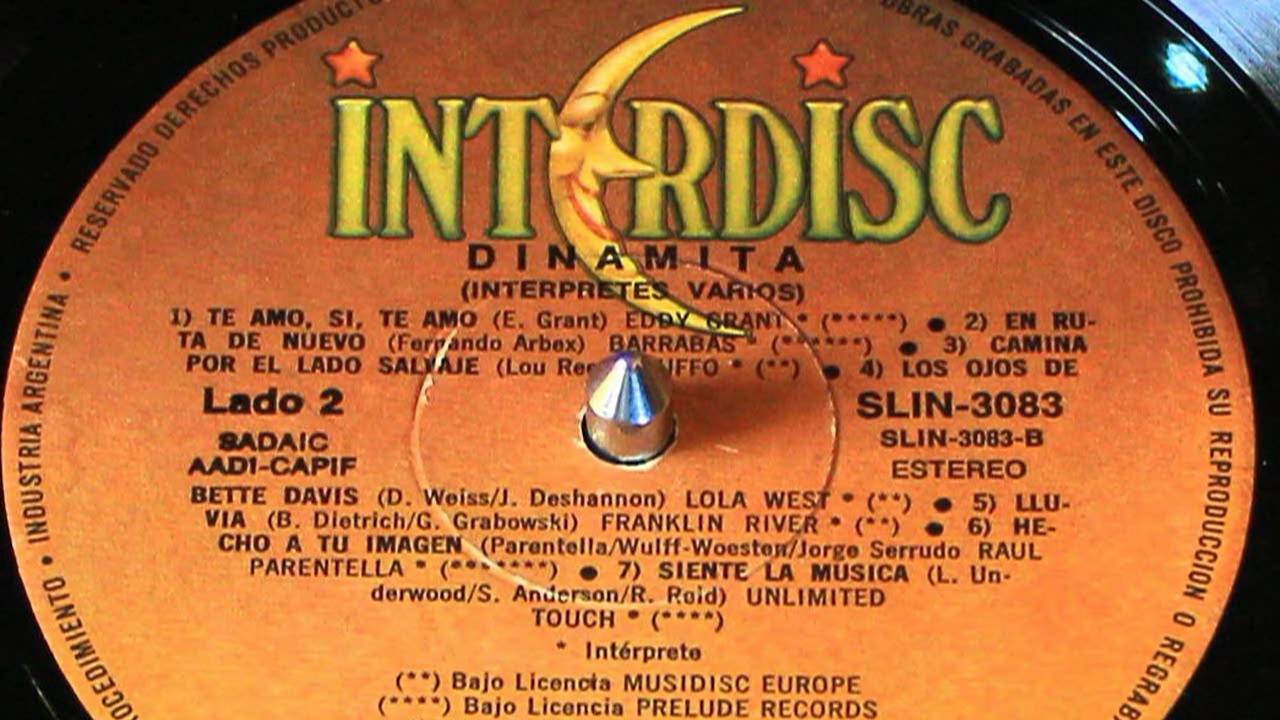 RESERVADO DERECHOS PRODUCTO
OBRAS GRABADAS EN ESTE DISCO PROHIBIDA SU REPRODUCCION O REGRABA
PROCEDIMIENTO • INDUSTRIA ARGENTINA •
INTERDISC
DINAMITA
(INTERPRETES VARIOS)
1) TE AMO, SI, TE AMO (E. Grant) EDDY GRANT * (*****) ● 2) EN RU-
TA DE NUEVO (Fernando Arbex) BARRABAS * (******) ● 3) CAMINA
POR EL LADO SALVAJE (Lou * (**) ● 4) LOS OJOS DE
Lado 2
SLIN-3083
SADAIC
SLIN-3083-B
AADI-CAPIF
ESTEREO
BETTE DAVIS (D. Weiss/J. Deshannon) LOLA WEST * (**) ● 5) LLU-
VIA (B. Dietrich/G. Grabowski) FRANKLIN RIVER * (**) ● 6) HE-
CHO A TU IMAGEN (Parentella/Wulff-Woesten/Jorge Serrudo RAUL
PARENTELLA * (*******) ● 7) SIENTE LA MUSICA (L. Un-
derwood/S. Anderson/R. Reid) UNLIMITED
TOUCH * (****)
* Intérprete
(**) Bajo Licencia MUSIDISC EUROPE
(****) Bajo Licencia PRELUDE RECORDS